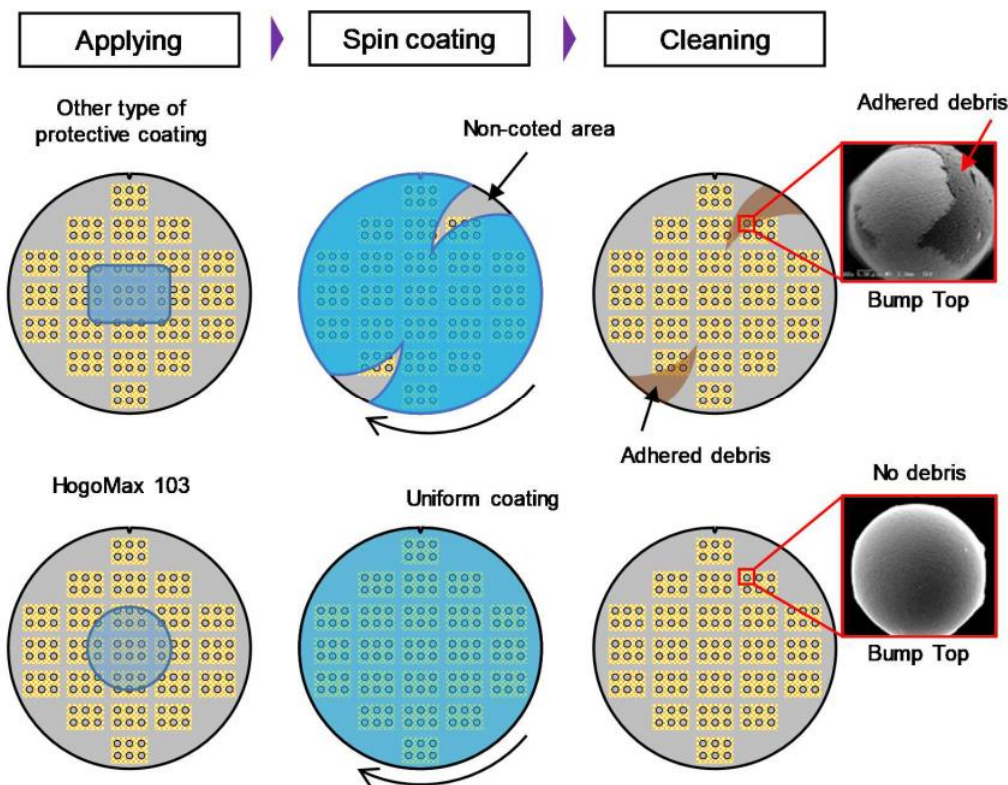 Applying
Spin coating
Cleaning
Other type of
protective coating
Non-coted area
Adhered debris
Bump Top
Adhered debris
HogoMax 103
Uniform coating
No debris
Bump Top